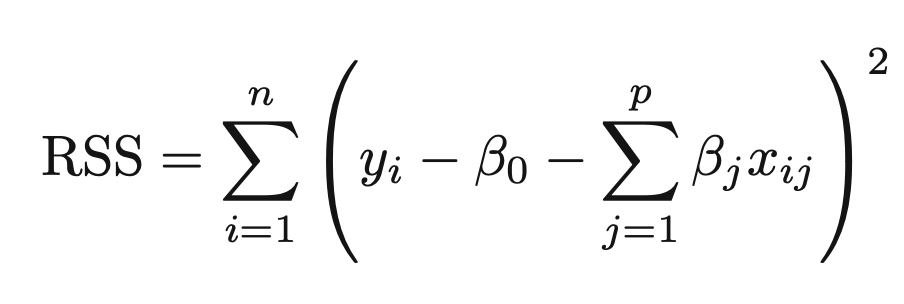 RSS = \sum_{i=1}^{n} \left( y_i - \beta_0 - \sum_{j=1}^{p} \beta_j x_{ij} \right)^2